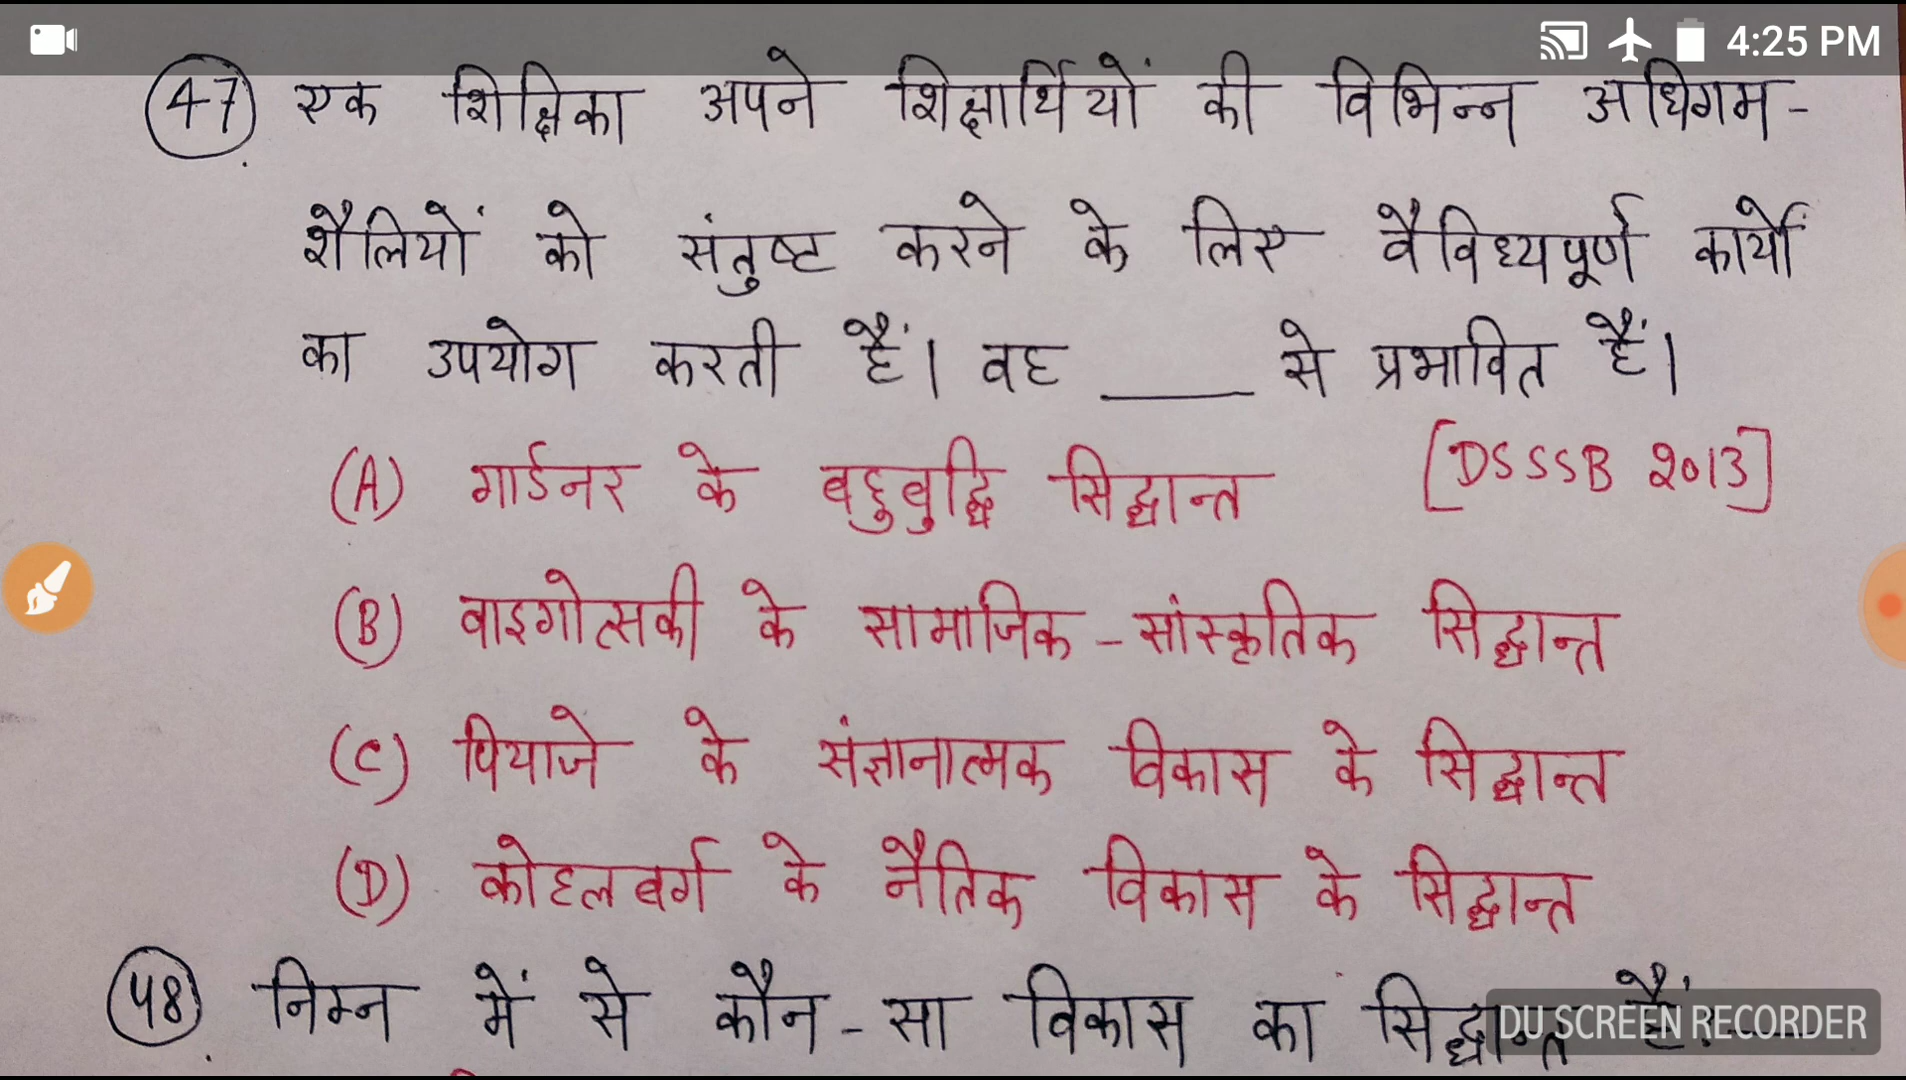 4:25 PM
47 एक शिक्षिका अपने शिक्षार्थियों की विभिन्न अधिगम-
शैलियों को संतुष्ट करने के लिए वैविध्यपूर्ण कार्यों
का उपयोग करती हैं। वह ____ से प्रभावित हैं।
(A) गार्डनर के बहुबुद्धि सिद्धान्त [DSSSB 2013]
(B) वाइगोत्सकी के सामाजिक-सांस्कृतिक सिद्धान्त
(C) पियाजे के संज्ञानात्मक विकास के सिद्धान्त
(D) कोहलबर्ग के नैतिक विकास के सिद्धान्त
48 निम्न में से कौन-सा विकास का सिद्धान्त हैं
DU SCREEN RECORDER